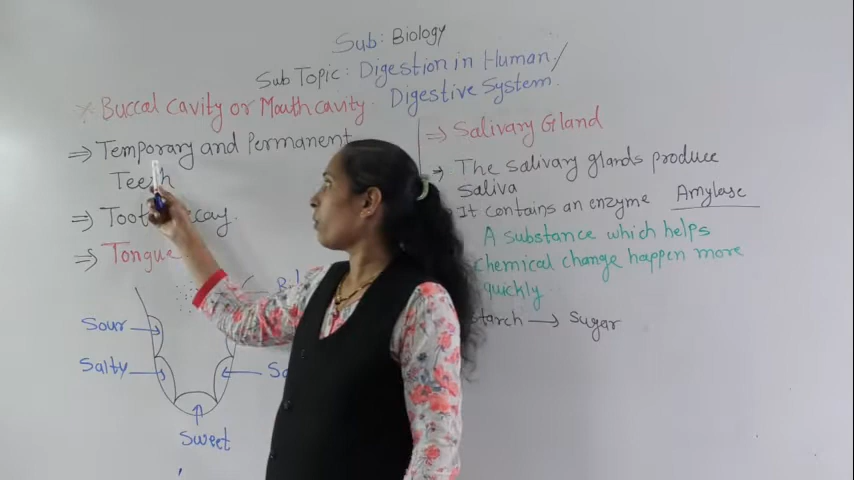 Sub: Biology
Sub Topic: Digestion in Human/
Digestive System.
* Buccal cavity or Mouth cavity.
⇒ Temporary and Permanent
Teeth
⇒ Tooth Decay.
⇒ Tongue
Sour
Salty
Sweet
⇒ Salivary Gland
→ The salivary glands produce
saliva
It contains an enzyme Amylase
A substance which helps
chemical change happen more
quickly
starch → Sugar